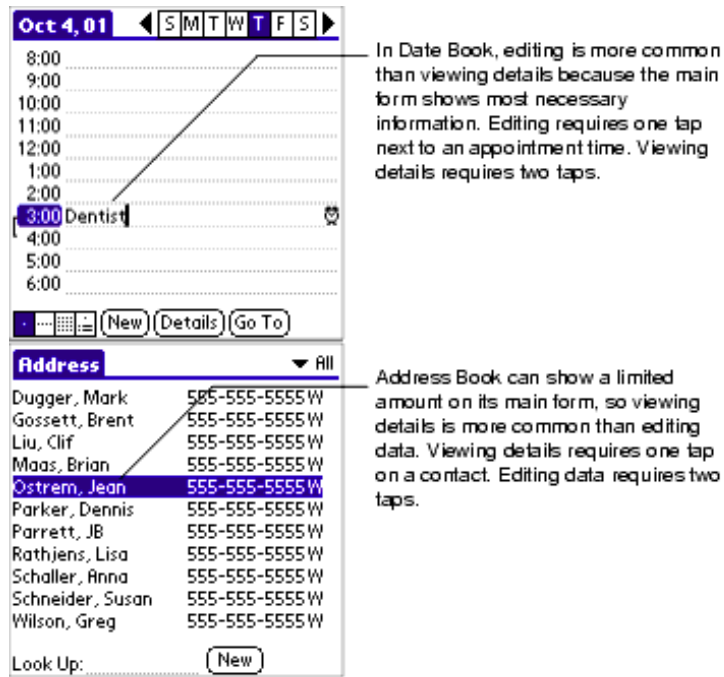 Oct 4, 01 S M T W T F S
8:00
9:00
10:00
11:00
12:00
1:00
2:00
3:00 Dentist
4:00
5:00
6:00
New Details Go To
In Date Book, editing is more common
than viewing details because the main
form shows most necessary
information. Editing requires one tap
next to an appointment time. Viewing
details requires two taps.
Address All
Dugger, Mark 555-555-5555 W
Gossett, Brent 555-555-5555 W
Liu, Clif 555-555-5555 W
Maas, Brian 555-555-5555 W
Ostrem, Jean 555-555-5555 W
Parker, Dennis 555-555-5555 W
Parrett, JB 555-555-5555 W
Rathjens, Lisa 555-555-5555 W
Schaller, Anna 555-555-5555 W
Schneider, Susan 555-555-5555 W
Wilson, Greg 555-555-5555 W
Look Up: New
Address Book can show a limited
amount on its main form, so viewing
details is more common than editing
data. Viewing details requires one tap
on a contact. Editing data requires two
taps.